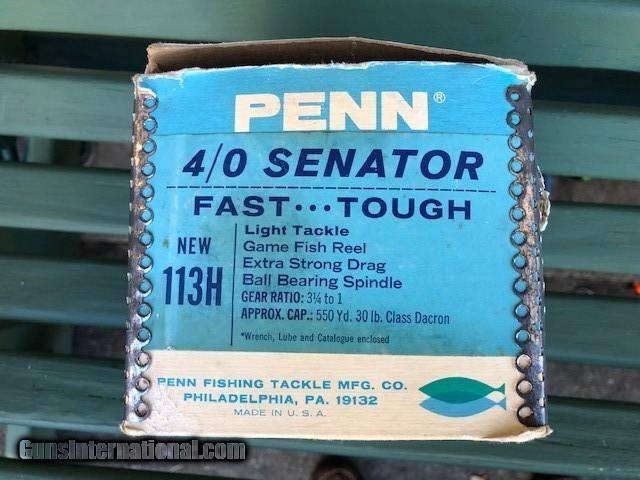 PENN®
4/0 SENATOR
FAST···TOUGH
NEW
113H
Light Tackle
Game Fish Reel
Extra Strong Drag
Ball Bearing Spindle
GEAR RATIO: 3¼ to 1
APPROX. CAP.: 550 Yd. 30 lb. Class Dacron
*Wrench, Lube and Catalogue enclosed
PENN FISHING TACKLE MFG. CO.
PHILADELPHIA, PA. 19132
MADE IN U. S. A.
GunsInternational.com